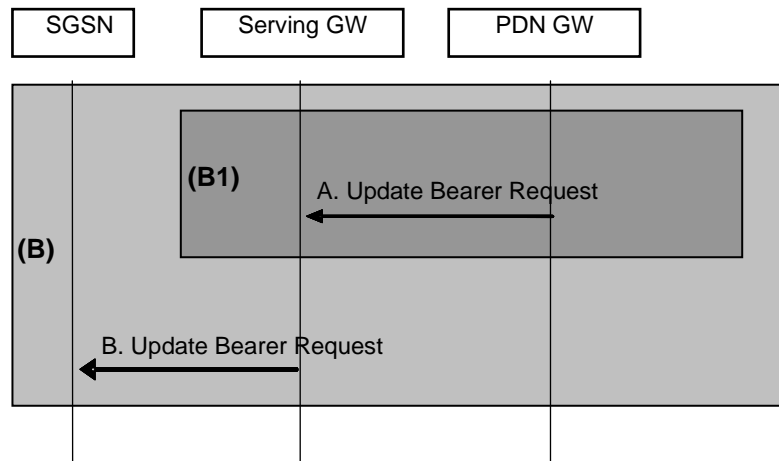 SGSN
Serving GW
PDN GW
(B1)
A. Update Bearer Request
(B)
B. Update Bearer Request